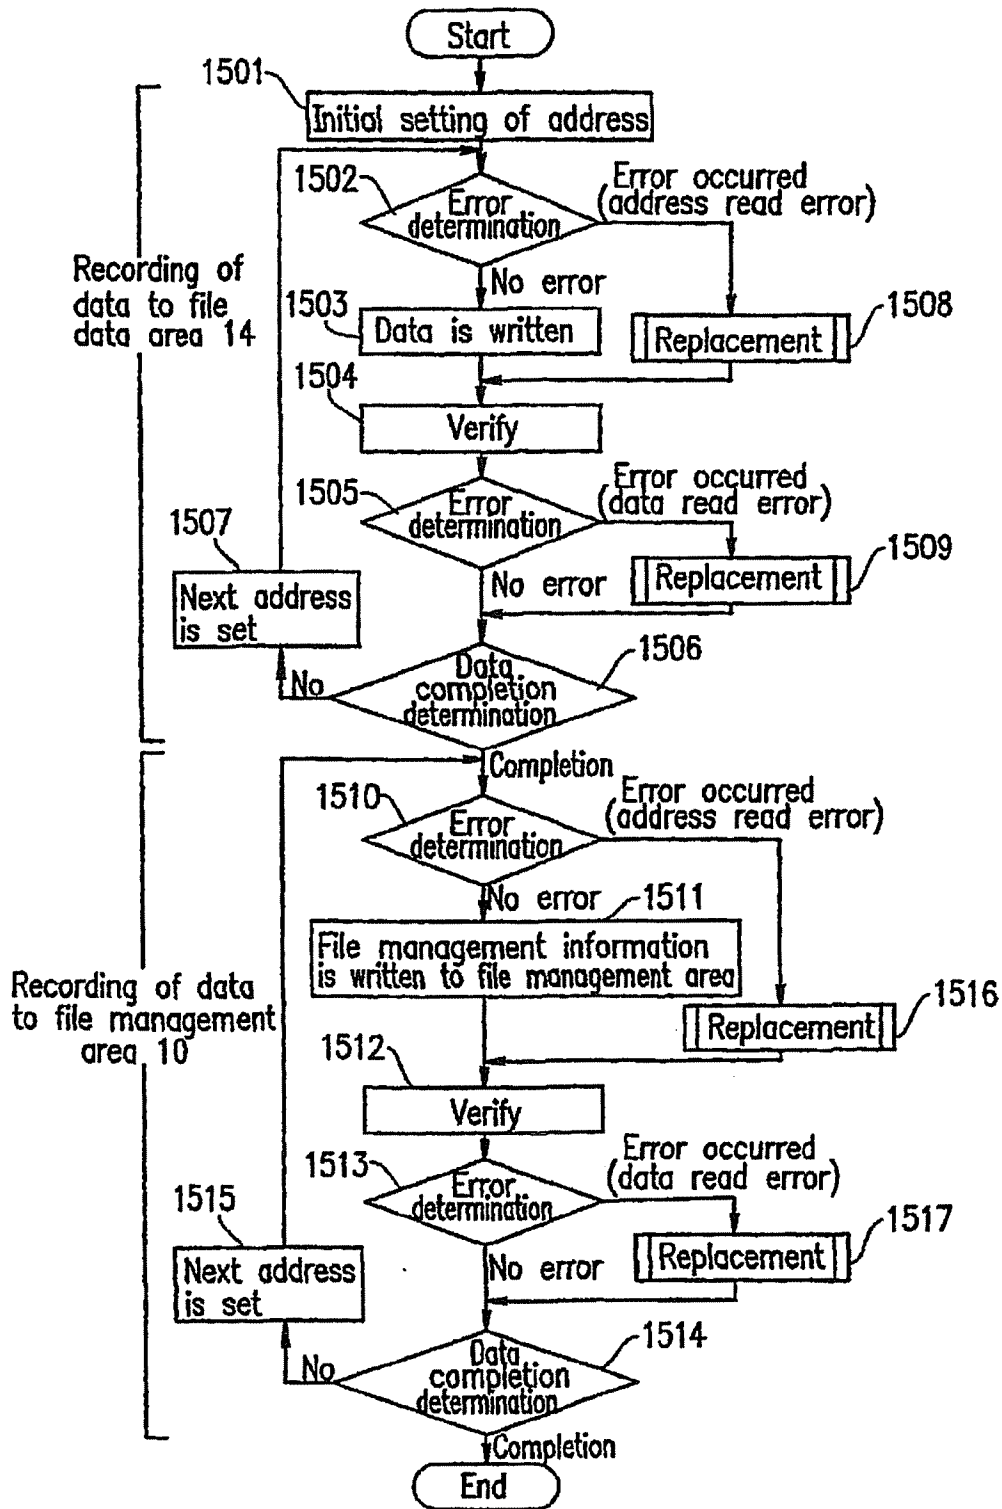 Start
1501
Initial setting of address
1502
Error
determination
Error occurred
(address read error)
No error
Recording of
data to file
data area 14
1503
Data is written
1508
Replacement
1504
Verify
1505
Error
determination
Error occurred
(data read error)
1507
Next address
is set
No error
1509
Replacement
1506
Data
completion
determination
No
Completion
1510
Error
determination
Error occurred
(address read error)
No error
1511
File management information
is written to file management area
Recording of data
to file management
area 10
1516
Replacement
1512
Verify
1513
Error
determination
Error occurred
(data read error)
1515
Next address
is set
No error
1517
Replacement
1514
Data
completion
determination
No
Completion
End